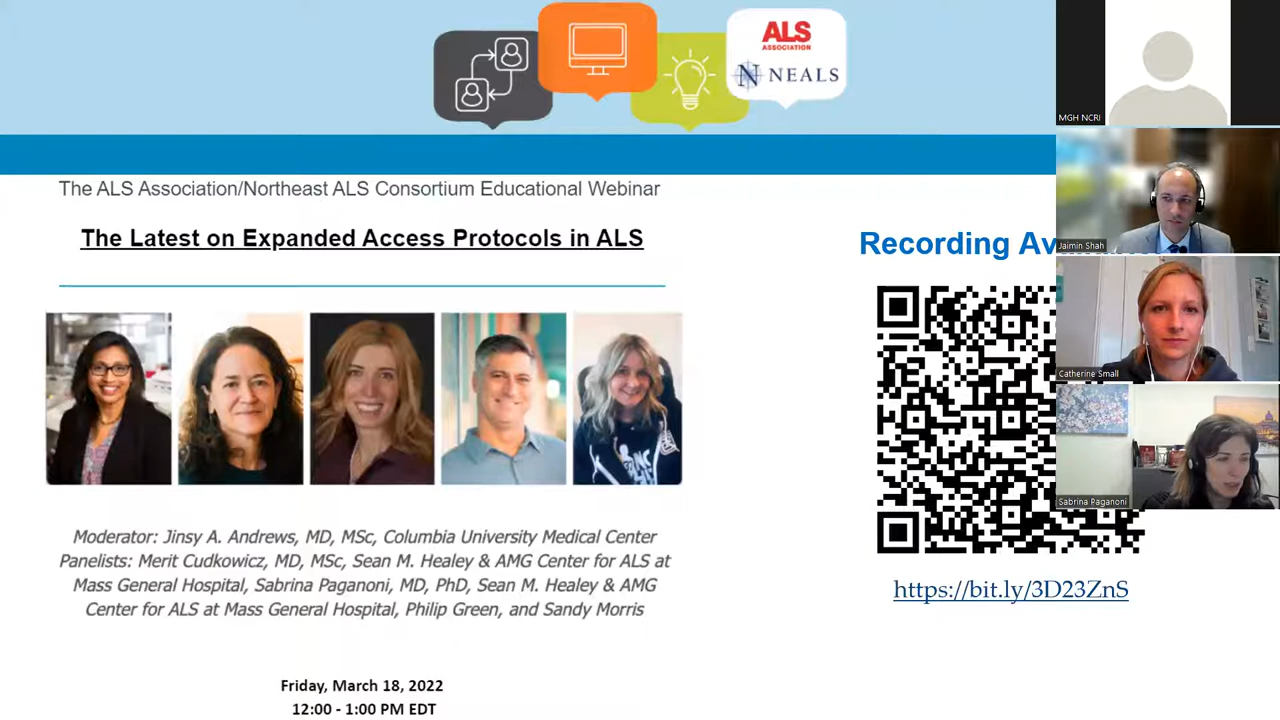 ALS
ASSOCIATION
NEALS
The ALS Association/Northeast ALS Consortium Educational Webinar
The Latest on Expanded Access Protocols in ALS
Moderator: Jinsy A. Andrews, MD, MSc, Columbia University Medical Center
Panelists: Merit Cudkowicz, MD, MSc, Sean M. Healey & AMG Center for ALS at
Mass General Hospital, Sabrina Paganoni, MD, PhD, Sean M. Healey & AMG
Center for ALS at Mass General Hospital, Philip Green, and Sandy Morris
Friday, March 18, 2022
12:00 - 1:00 PM EDT
Recording
https://bit.ly/3D23ZnS
MGH NCRI
Jaimin Shah
Catherine Small
Sabrina Paganoni